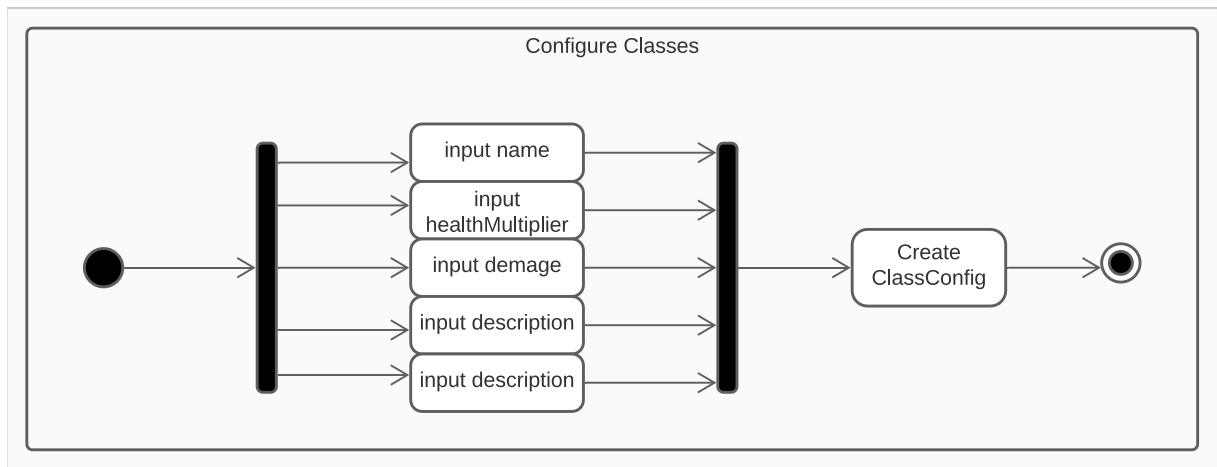 Configure Classes
input name
input
healthMultiplier
input demage
input description
input description
Create
ClassConfig